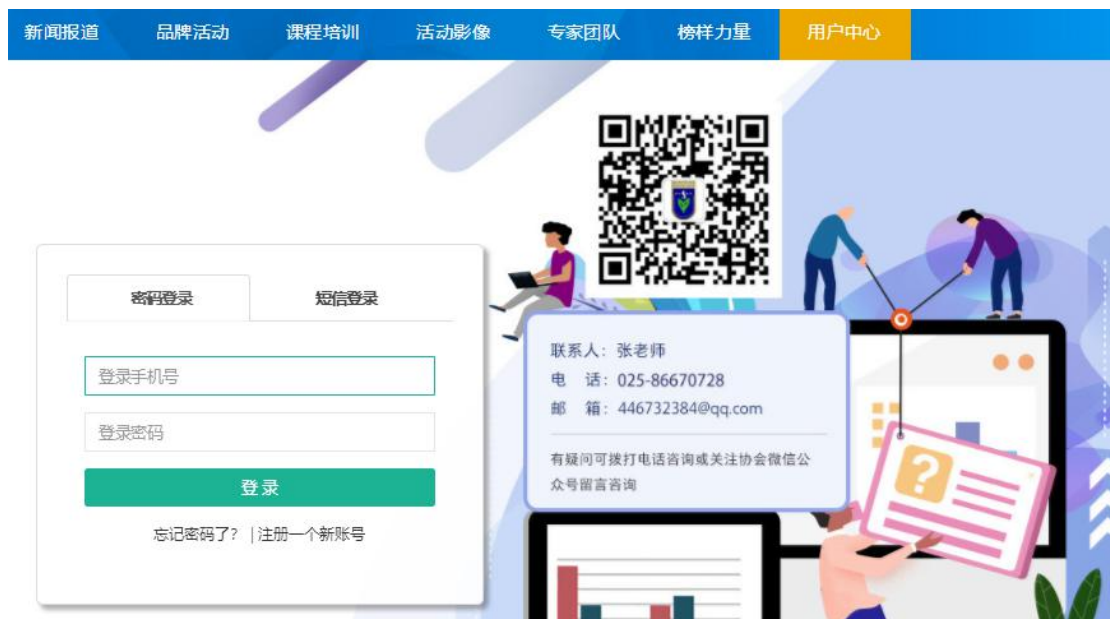 新闻报道 品牌活动 课程培训 活动影像 专家团队 榜样力量 用户中心
密码登录 短信登录
登录手机号
登录密码
登录
忘记密码了? |注册一个新账号
联系人：张老师
电 话：025-86670728
邮 箱：446732384@qq.com
有疑问可拨打电话咨询或关注协会微信公
众号留言咨询